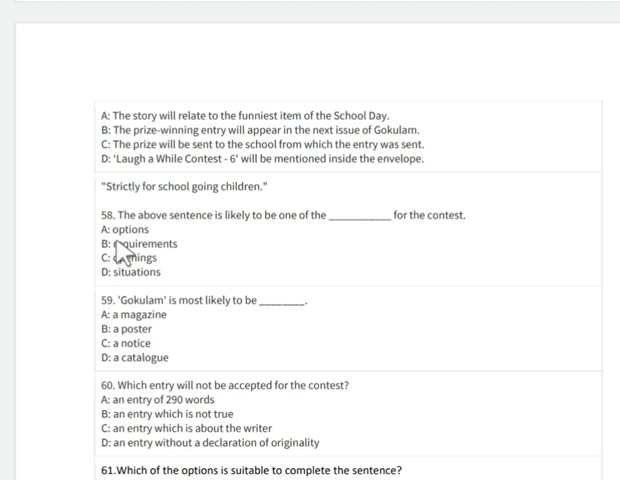 A: The story will relate to the funniest item of the School Day.
B: The prize-winning entry will appear in the next issue of Gokulam.
C: The prize will be sent to the school from which the entry was sent.
D: 'Laugh a While Contest - 6' will be mentioned inside the envelope.
"Strictly for school going children."
58. The above sentence is likely to be one of the ____________ for the contest.
A: options
B: requirements
C:
D: situations
59. 'Gokulam' is most likely to be ________.
A: a magazine
B: a poster
C: a notice
D: a catalogue
60. Which entry will not be accepted for the contest?
A: an entry of 290 words
B: an entry which is not true
C: an entry which is about the writer
D: an entry without a declaration of originality
61.Which of the options is suitable to complete the sentence?